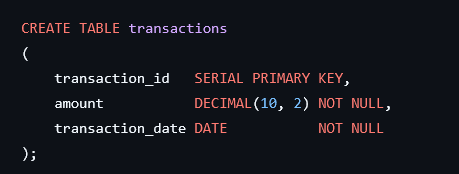 CREATE TABLE transactions
(
    transaction_id   SERIAL PRIMARY KEY,
    amount           DECIMAL(10, 2) NOT NULL,
    transaction_date DATE           NOT NULL
);